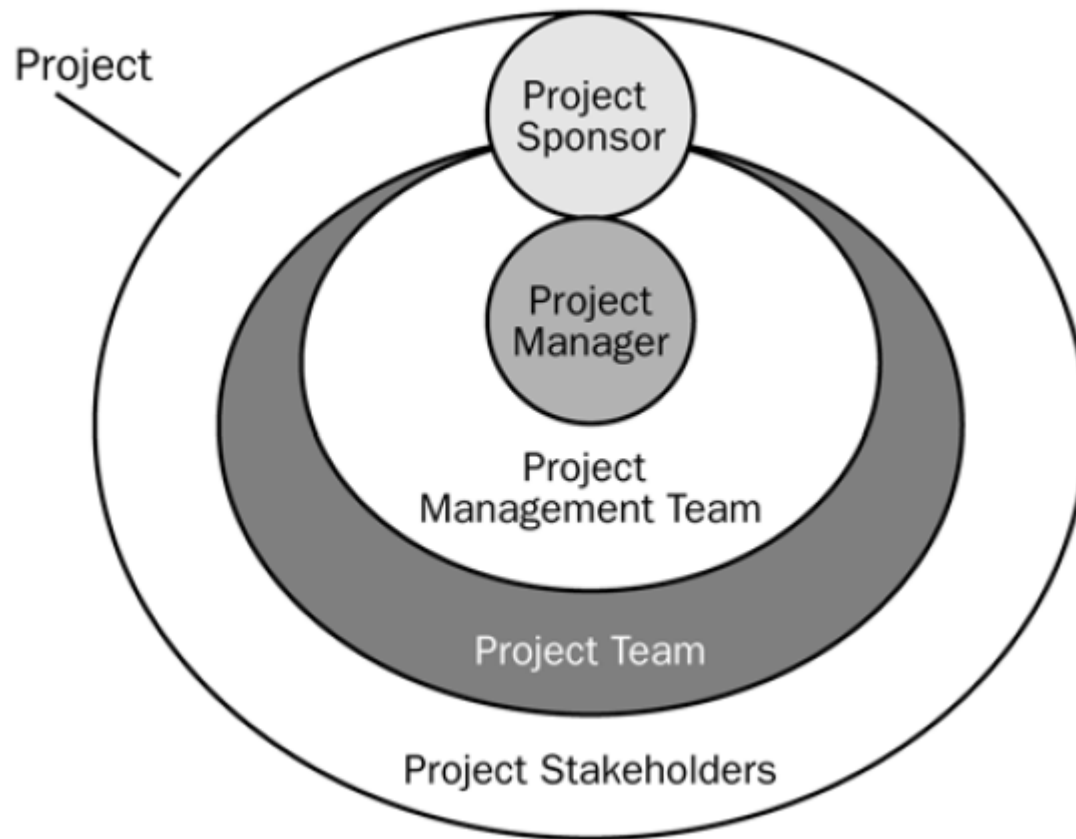 Project
Project
Sponsor
Project
Manager
Project
Management Team
Project Team
Project Stakeholders